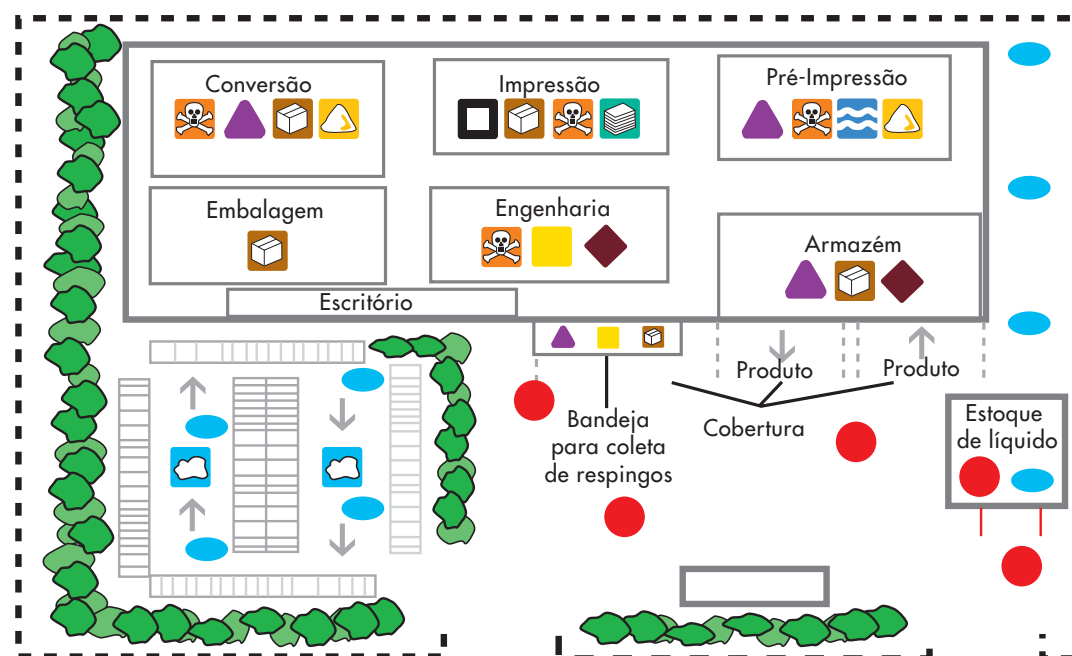 Conversão
Impressão
Pré-Impressão
Embalagem
Engenharia
Armazém
Escritório
Produto
Produto
Bandeja
para coleta
de respingos
Cobertura
Estoque
de líquido